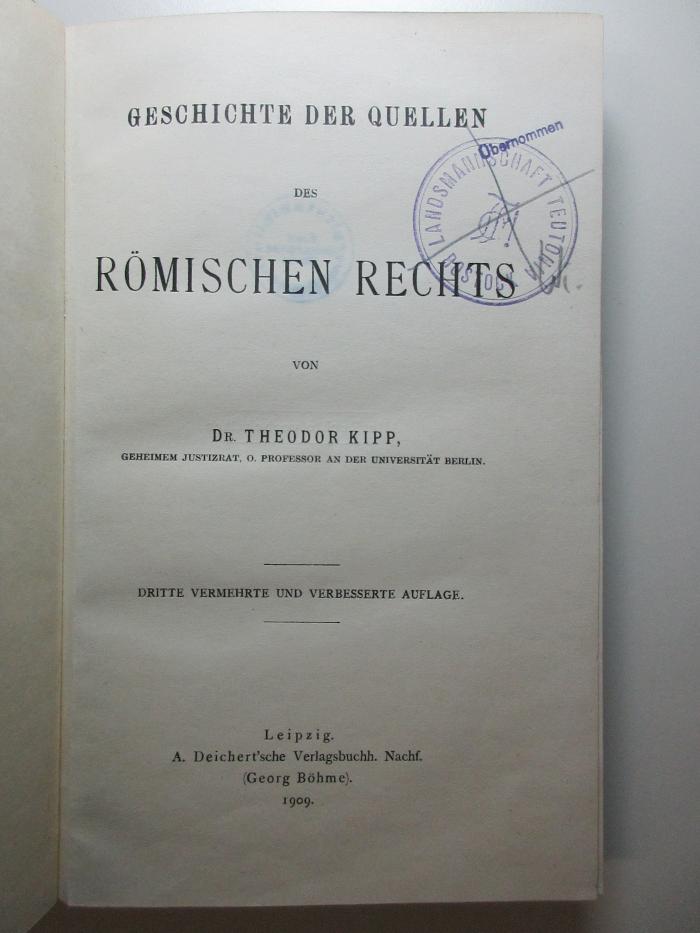 GESCHICHTE DER QUELLEN
Übernommen
LANDSMANNSCHAFT TEUTONIA
ROSTOCK
DES
RÖMISCHEN RECHTS
VON
DR. THEODOR KIPP,
GEHEIMEM JUSTIZRAT, O. PROFESSOR AN DER UNIVERSITÄT BERLIN.
DRITTE VERMEHRTE UND VERBESSERTE AUFLAGE.
Leipzig.
A. Deichert'sche Verlagsbuchh. Nachf.
(Georg Böhme).
1909.